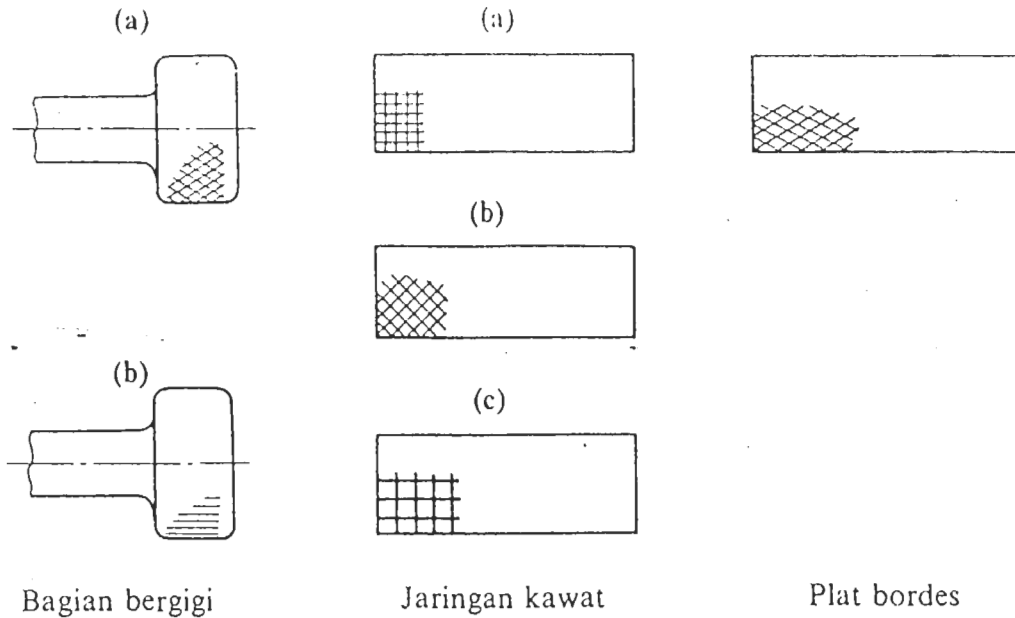 (a)
(a)
(b)
(b)
(c)
Bagian bergigi
Jaringan kawat
Plat bordes